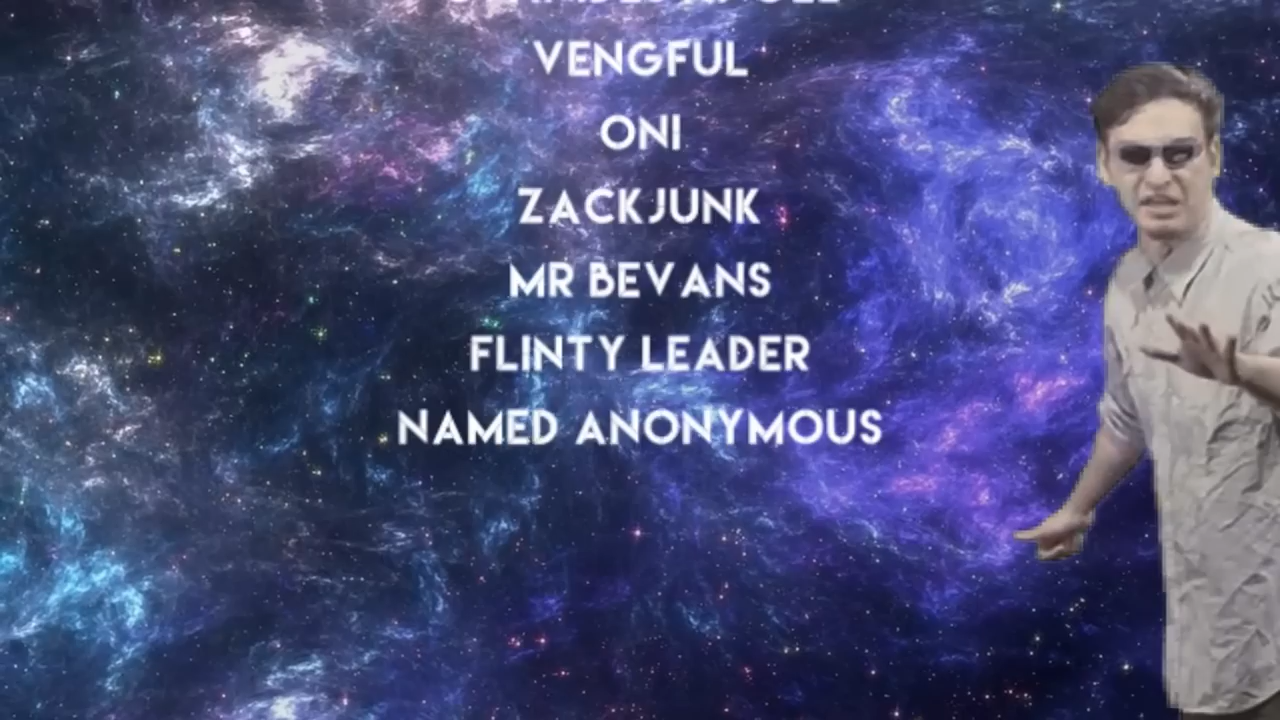 VENGFUL
ONI
ZACKJUNK
MR BEVANS
FLINTY LEADER
NAMED ANONYMOUS